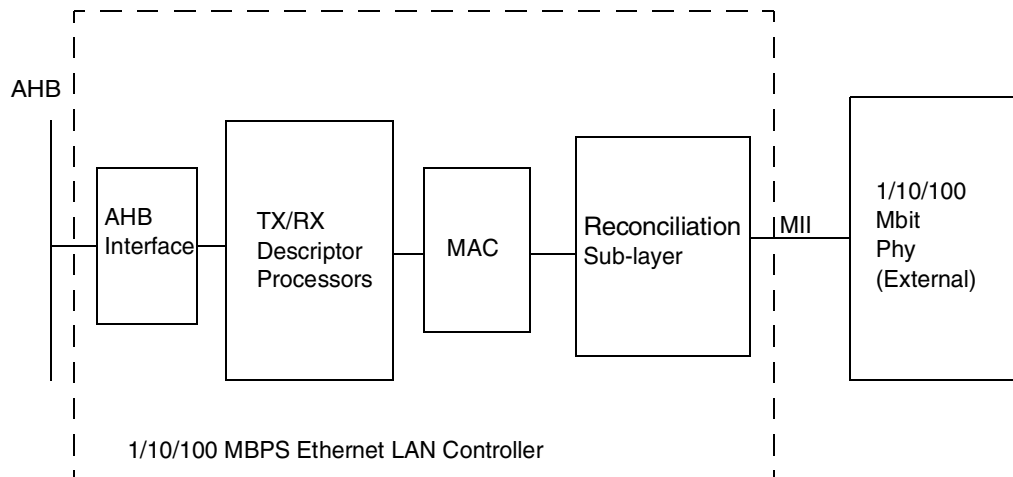 AHB
AHB
Interface
TX/RX
Descriptor
Processors
MAC
Reconciliation
Sub-layer
MII
1/10/100
Mbit
Phy
(External)
1/10/100 MBPS Ethernet LAN Controller